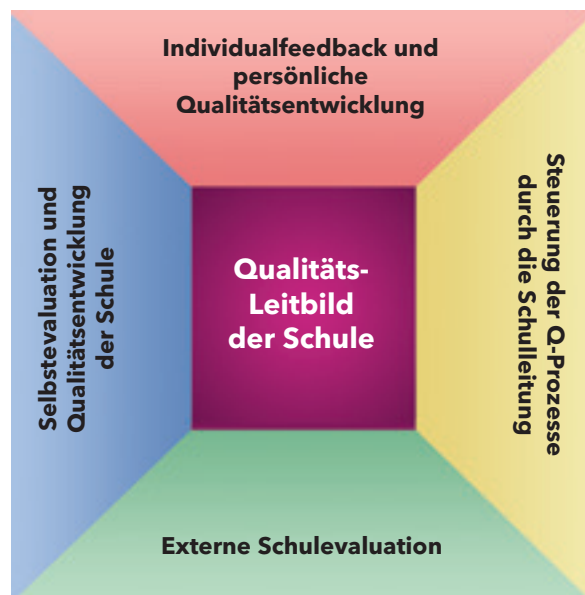 Individualfeedback und
persönliche
Qualitätsentwicklung
Selbstevaluation und
Qualitätsentwicklung
der Schule
Qualitäts-
Leitbild
der Schule
Steuerung der Q-Prozesse
durch die Schulleitung
Externe Schulevaluation